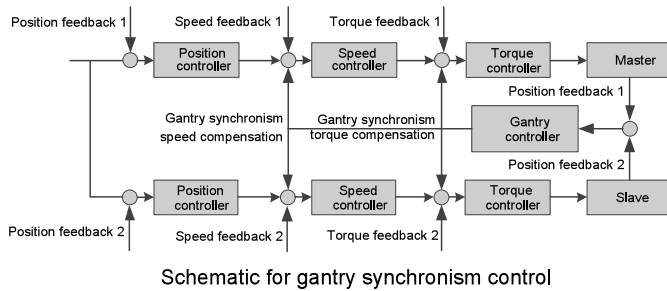 Position feedback 1
Speed feedback 1
Torque feedback 1
Position
controller
Speed
controller
Torque
controller
Master
Position feedback 1
Gantry synchronism
speed compensation
Gantry synchronism
torque compensation
Gantry
controller
Position feedback 2
Position
controller
Speed
controller
Torque
controller
Slave
Position feedback 2
Speed feedback 2
Torque feedback 2
Schematic for gantry synchronism control